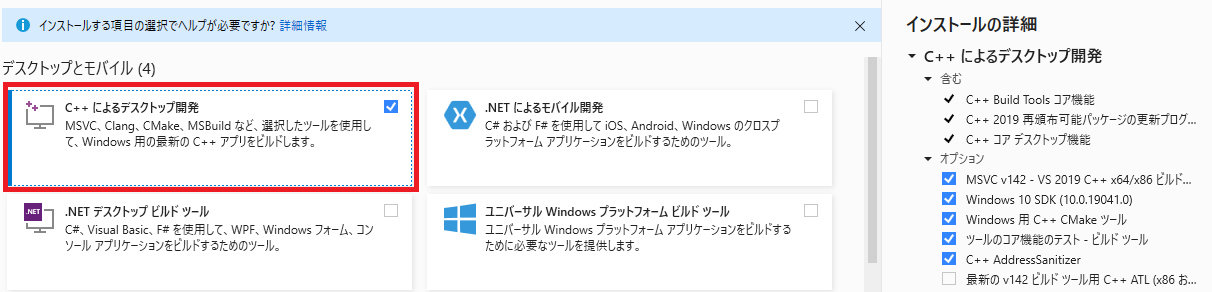 インストールする項目の選択でヘルプが必要ですか? 詳細情報
デスクトップとモバイル (4)
C++ によるデスクトップ開発
MSVC、Clang、CMake、MSBuild など、選択したツールを使用し
て、Windows 用の最新の C++ アプリをビルドします。
.NET によるモバイル開発
C# および F# を使用して iOS、Android、Windows のクロスプ
ラットフォーム アプリケーションをビルドするためのツール。
.NET
.NET デスクトップ ビルド ツール
C#、Visual Basic、F# を使用して、WPF、Windows フォーム、コン
ソール アプリケーションをビルドするためのツール。
ユニバーサル Windows プラットフォーム ビルド ツール
ユニバーサル Windows プラットフォーム アプリケーションをビルドする
ために必要なツールを提供します。
インストールの詳細
C++ によるデスクトップ開発
含む
C++ Build Tools コア機能
C++ 2019 再頒布可能パッケージの更新プログ...
C++ コア デスクトップ機能
オプション
MSVC v142 - VS 2019 C++ x64/x86 ビルド...
Windows 10 SDK (10.0.19041.0)
Windows 用 C++ CMake ツール
ツールのコア機能のテスト - ビルド ツール
C++ AddressSanitizer
最新の v142 ビルド ツール用 C++ ATL (x86 お...